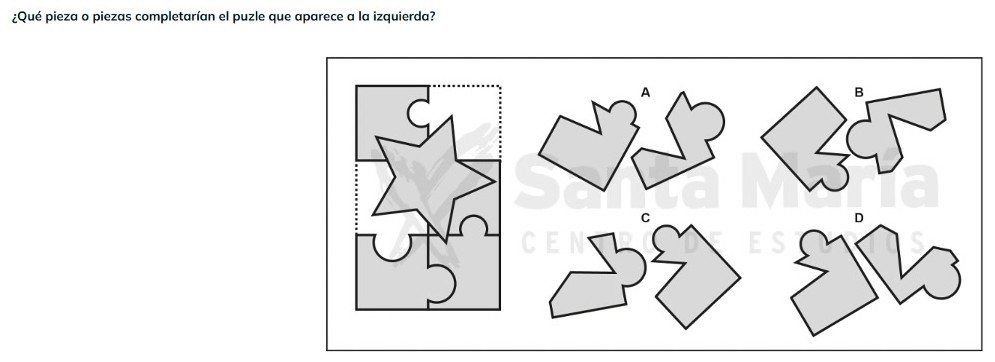 ¿Qué pieza o piezas completarían el puzle que aparece a la izquierda?
A
B
Santa María
C
D
CENTRO DE ESTUDIOS